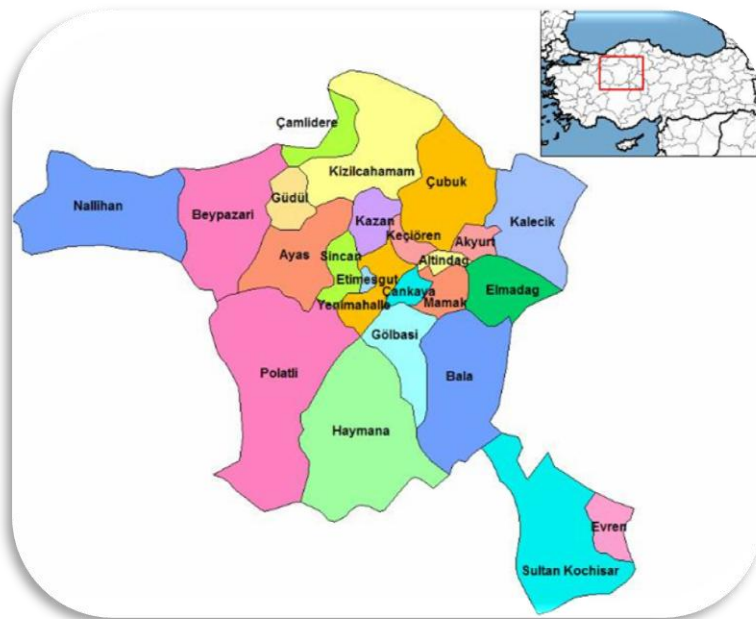 Çamlidere
Kizilcahamam
Çubuk
Nallihan
Beypazari
Güdül
Kazan
Kalecik
Keçiören
Akyurt
Ayas
Sincan
Altindag
Etimesgut
Çankaya
Elmadag
Yenimahalle
Mamak
Gölbasi
Polatli
Bala
Haymana
Evren
Sultan Kochisar